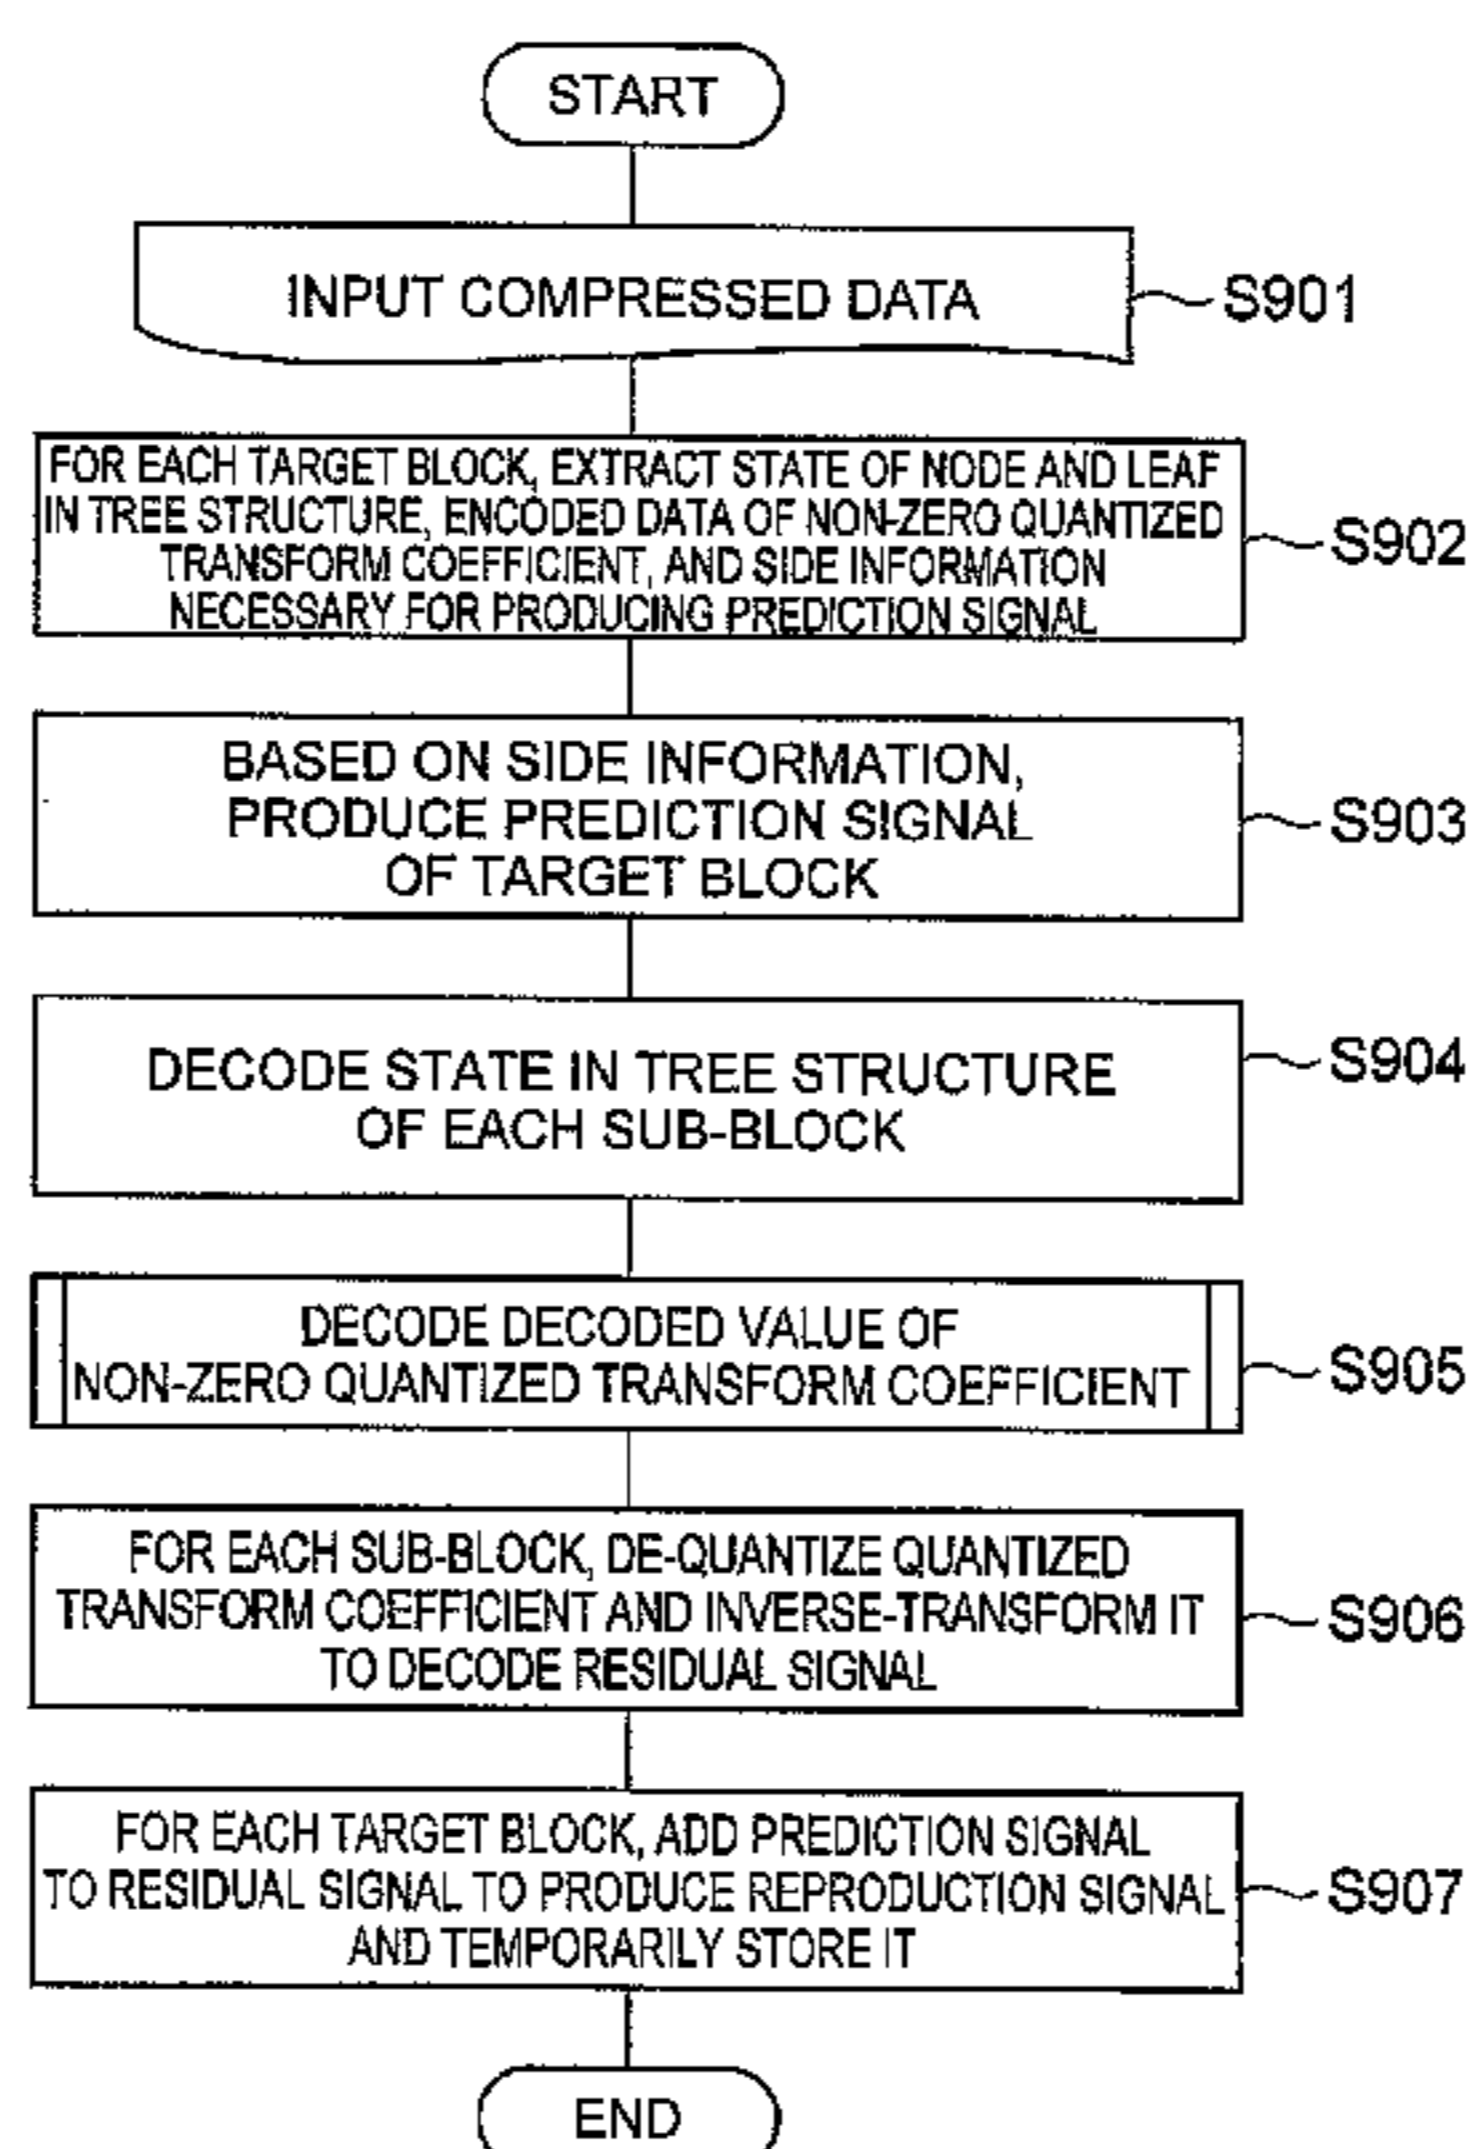 START
INPUT COMPRESSED DATA
S901
FOR EACH TARGET BLOCK, EXTRACT STATE OF NODE AND LEAF
IN TREE STRUCTURE, ENCODED DATA OF NON-ZERO QUANTIZED
TRANSFORM COEFFICIENT, AND SIDE INFORMATION
NECESSARY FOR PRODUCING PREDICTION SIGNAL
S902
BASED ON SIDE INFORMATION,
PRODUCE PREDICTION SIGNAL
OF TARGET BLOCK
S903
DECODE STATE IN TREE STRUCTURE
OF EACH SUB-BLOCK
S904
DECODE DECODED VALUE OF
NON-ZERO QUANTIZED TRANSFORM COEFFICIENT
S905
FOR EACH SUB-BLOCK, DE-QUANTIZE QUANTIZED
TRANSFORM COEFFICIENT AND INVERSE-TRANSFORM IT
TO DECODE RESIDUAL SIGNAL
S906
FOR EACH TARGET BLOCK, ADD PREDICTION SIGNAL
TO RESIDUAL SIGNAL TO PRODUCE REPRODUCTION SIGNAL
AND TEMPORARILY STORE IT
S907
END